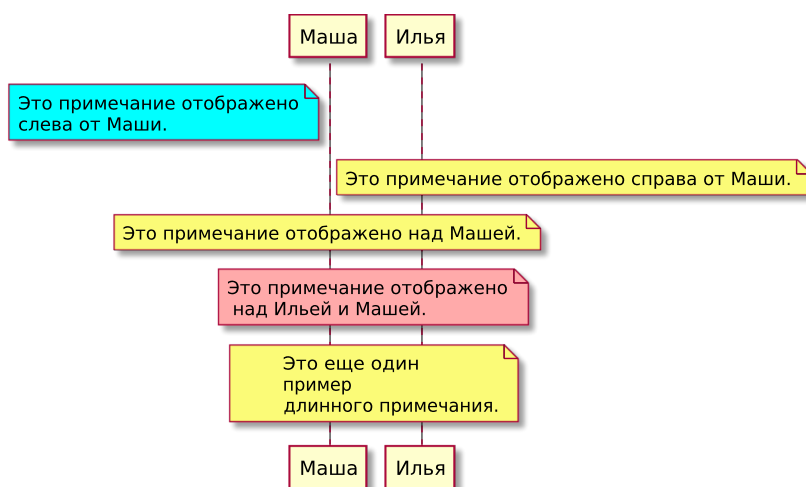 Маша Илья
Это примечание отображено
слева от Маши.
Это примечание отображено справа от Маши.
Это примечание отображено над Машей.
Это примечание отображено
над Ильей и Машей.
Это еще один
пример
длинного примечания.
Маша Илья